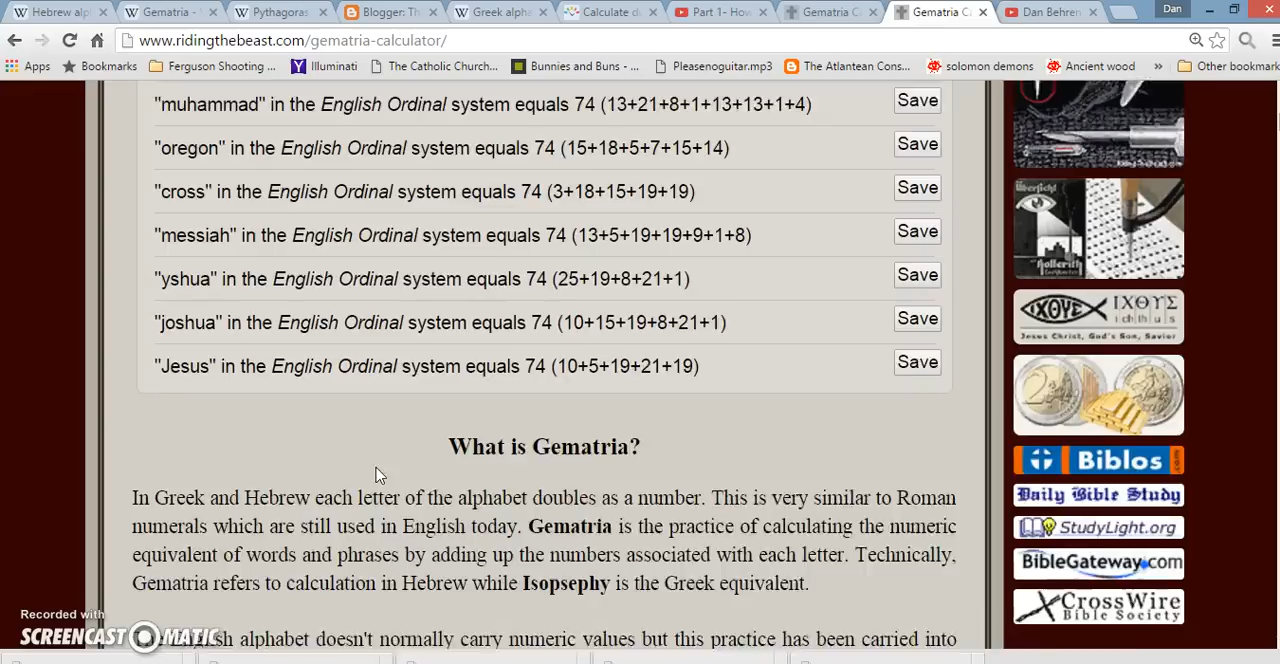 Hebrew alp
Gematria -
Pythagoras
Blogger: Th
Greek alpha
Calculate d
Part 1- How
Gematria C
Gematria Ca
Dan Behren
Dan
www.ridingthebeast.com/gematria-calculator/
Apps
Bookmarks
Ferguson Shooting ...
Illuminati
The Catholic Church...
Bunnies and Buns - ...
Pleasenoguitar.mp3
The Atlantean Cons...
solomon demons
Ancient wood
»
Other bookmark
"muhammad" in the English Ordinal system equals 74 (13+21+8+1+13+13+1+4)
Save
"oregon" in the English Ordinal system equals 74 (15+18+5+7+15+14)
Save
"cross" in the English Ordinal system equals 74 (3+18+15+19+19)
Save
"messiah" in the English Ordinal system equals 74 (13+5+19+19+9+1+8)
Save
"yshua" in the English Ordinal system equals 74 (25+19+8+21+1)
Save
"joshua" in the English Ordinal system equals 74 (10+15+19+8+21+1)
Save
"Jesus" in the English Ordinal system equals 74 (10+5+19+21+19)
Save
What is Gematria?
In Greek and Hebrew each letter of the alphabet doubles as a number. This is very similar to Roman
numerals which are still used in English today. Gematria is the practice of calculating the numeric
equivalent of words and phrases by adding up the numbers associated with each letter. Technically,
Gematria refers to calculation in Hebrew while Isopsephy is the Greek equivalent.
alphabet doesn't normally carry numeric values but this practice has been carried into
Übersicht
Hollerith
ΙΧΘΥΣ
ichthus
Jesus Christ, God's Son, Savior
2
Biblos.com
Daily Bible Study
StudyLight.org
BibleGateway.com
CrossWire
Bible Society
Recorded with
SCREENCAST MATIC